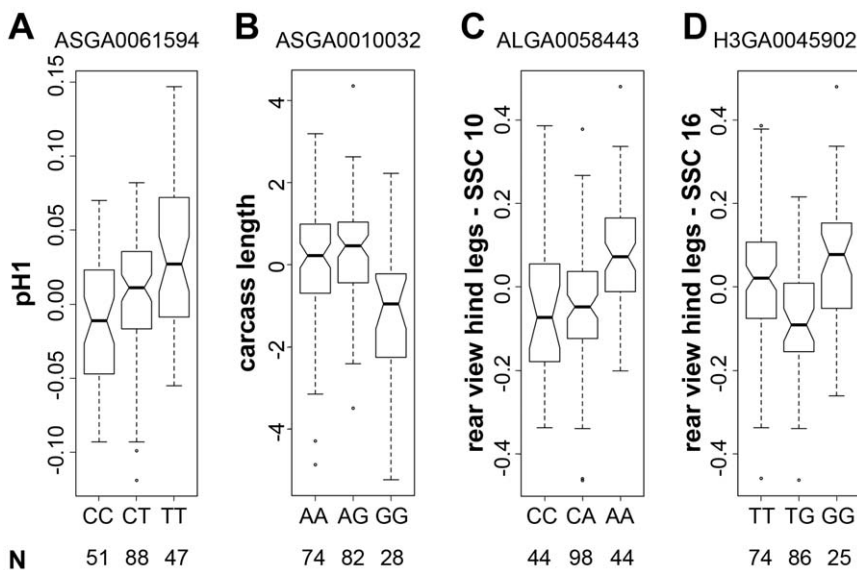 A B C D
ASGA0061594 ASGA0010032 ALGA0058443 H3GA0045902
pH1
0.15
0.10
0.05
0.00
-0.05
-0.10
CC CT TT
carcass length
4
2
0
-2
-4
AA AG GG
rear view hind legs - SSC 10
0.4
0.2
0.0
-0.2
-0.4
CC CA AA
rear view hind legs - SSC 16
0.4
0.2
0.0
-0.2
-0.4
TT TG GG
N 51 88 47 74 82 28 44 98 44 74 86 25